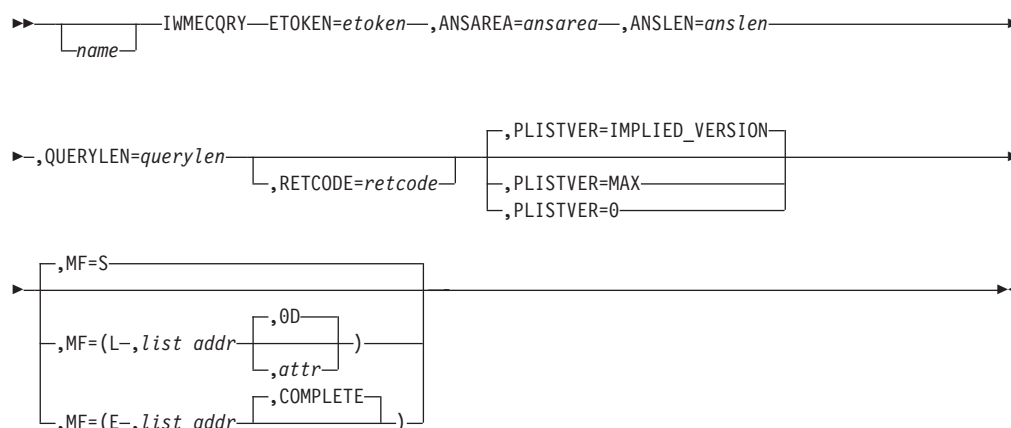 IWMECQRY ETOKEN=etoken ,ANSAREA=ansarea ,ANSLEN=anslen
name
,PLISTVER=IMPLIED_VERSION
,QUERYLEN=querylen
,RETCODE=retcode ,PLISTVER=MAX
,PLISTVER=0
,MF=S
,0D
,MF=(L ,list addr )
,attr
,COMPLETE
,MF=(E ,list addr )